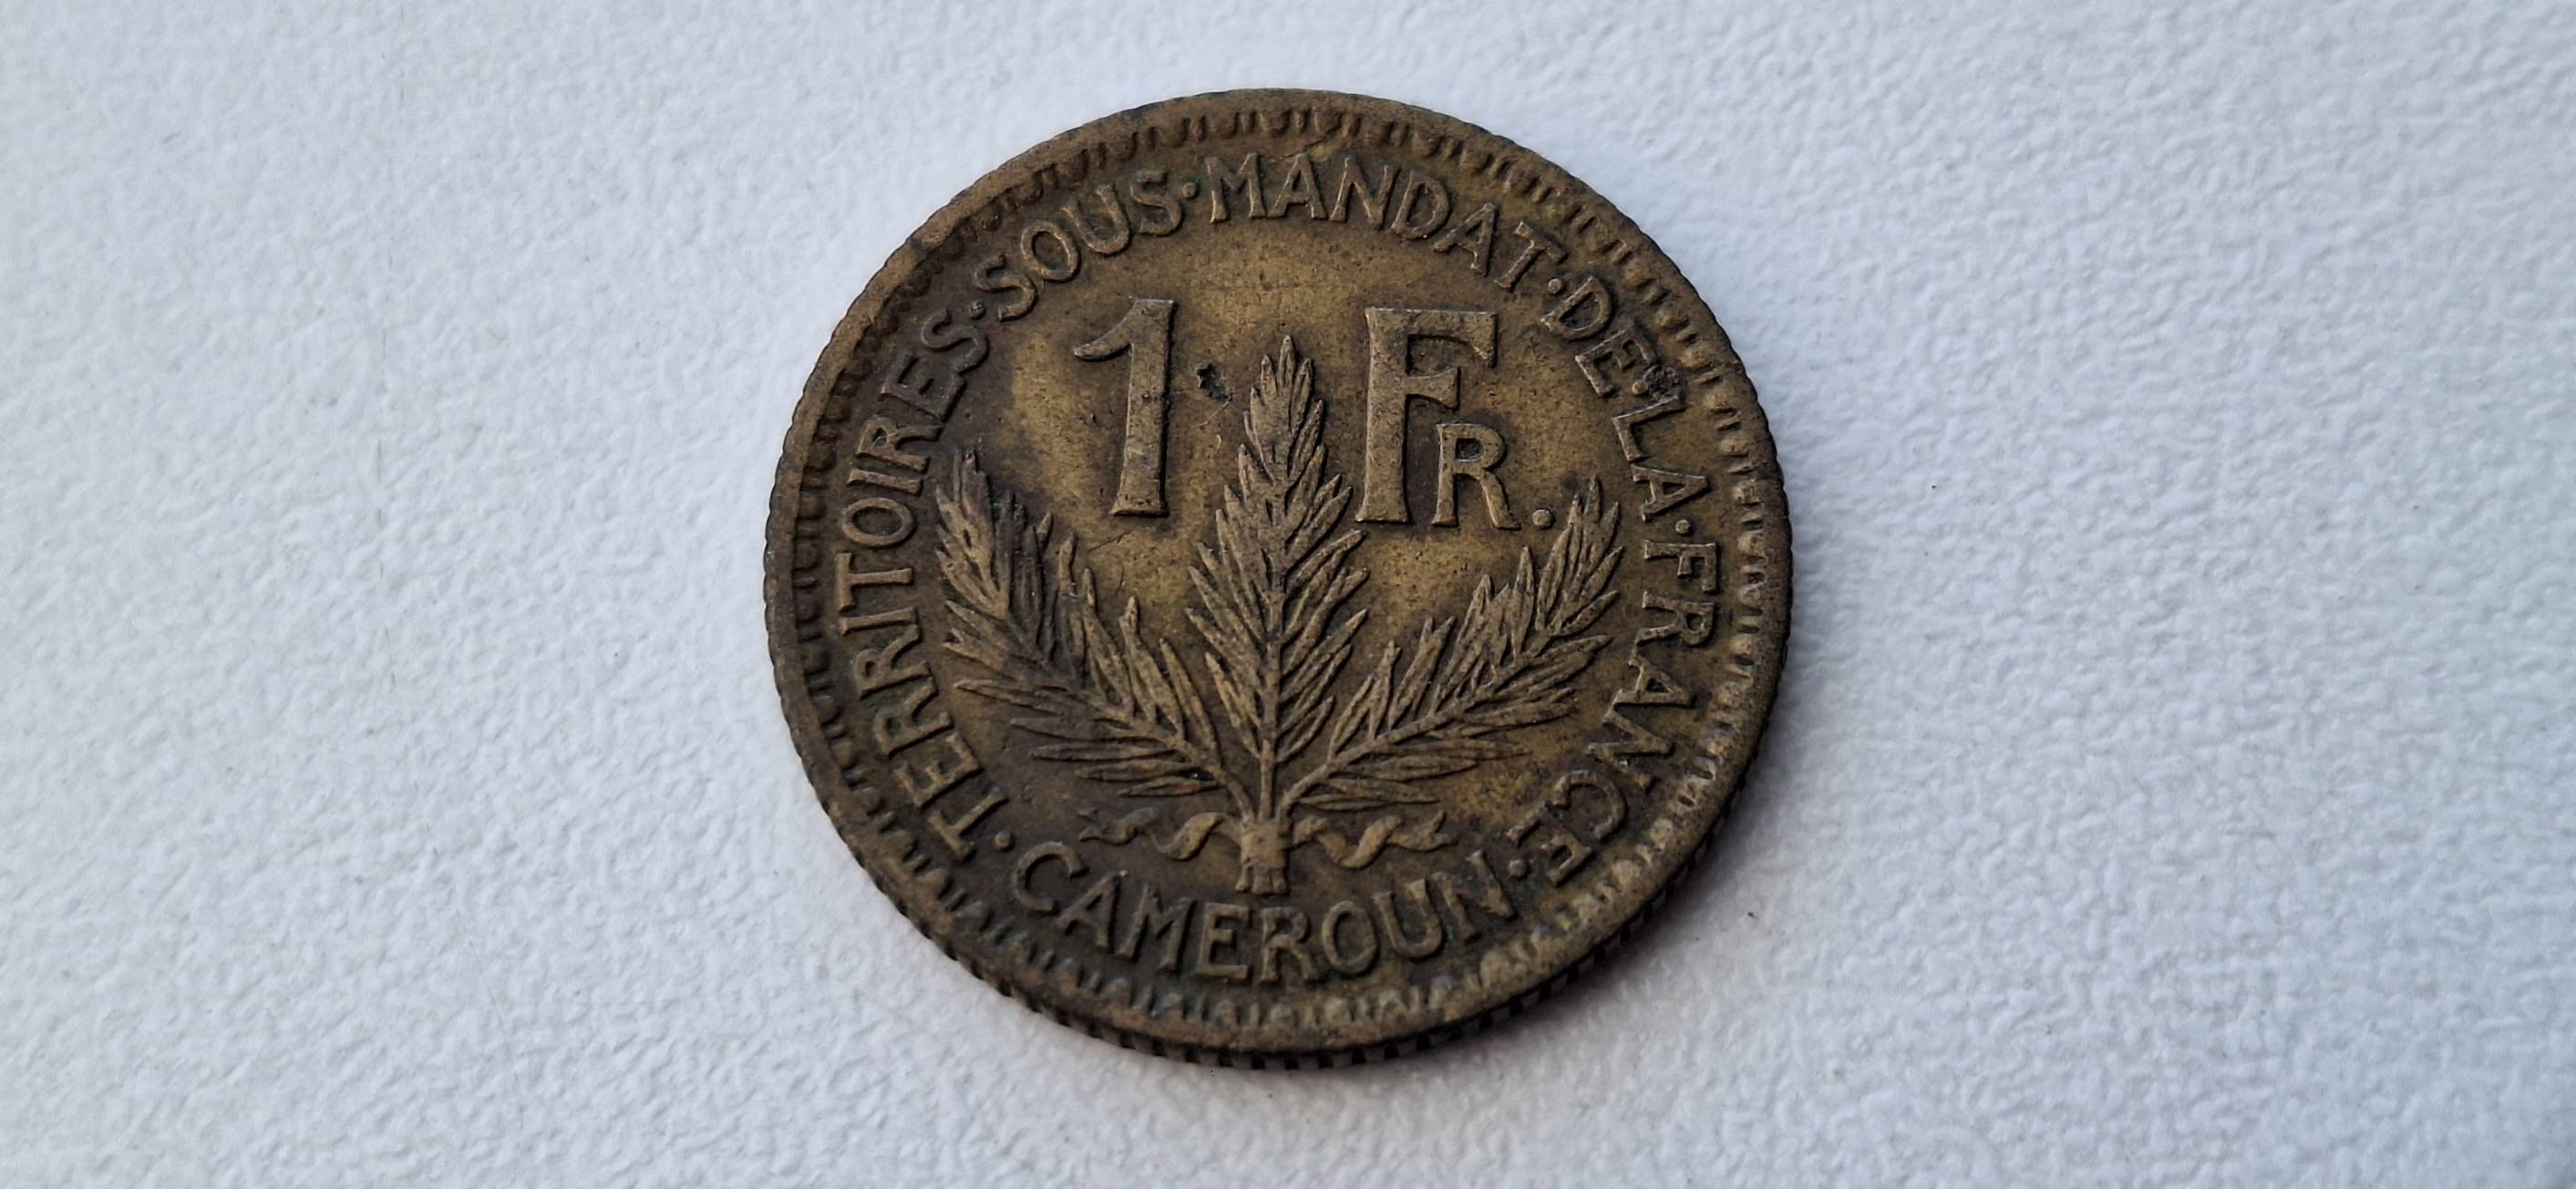 TERRITOIRES·SOUS·MANDAT·DE·LA·FRANCE
1 FR.
·CAMEROUN·